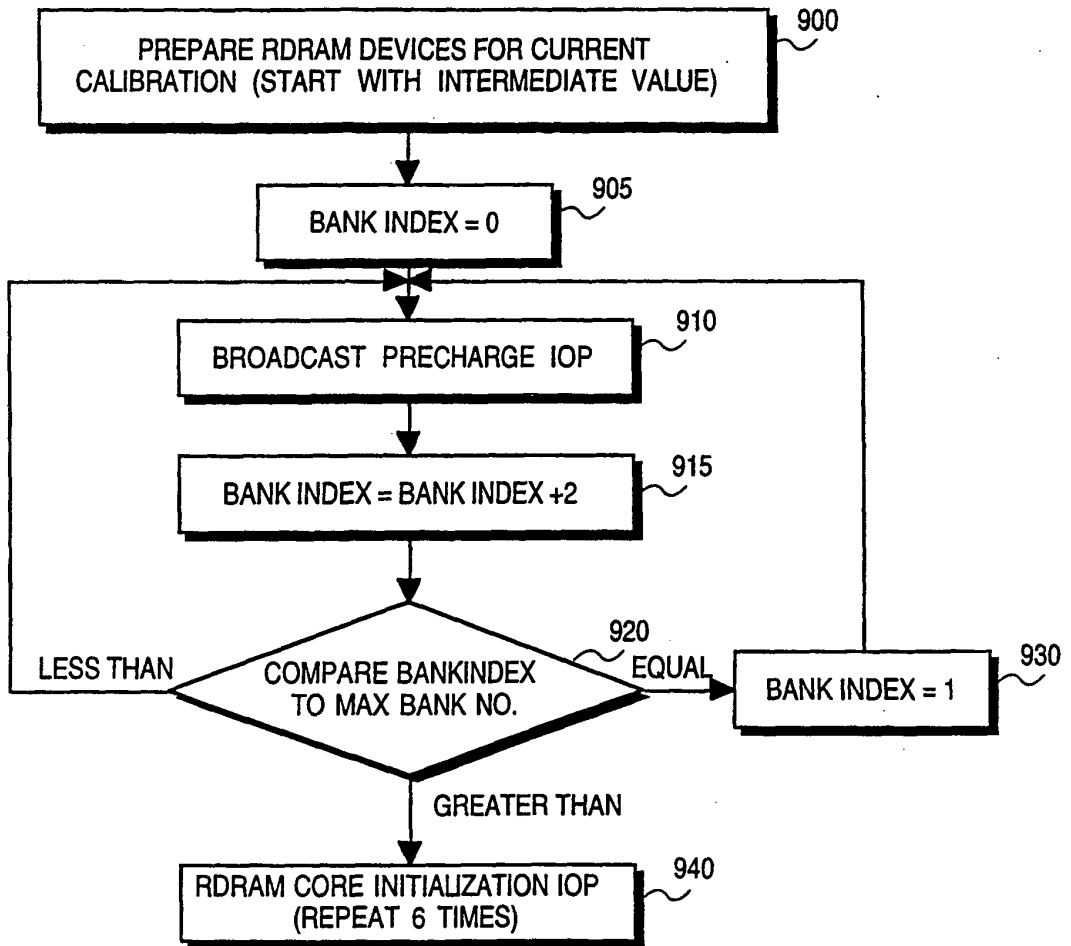 900
PREPARE RDRAM DEVICES FOR CURRENT
CALIBRATION (START WITH INTERMEDIATE VALUE)
905
BANK INDEX = 0
910
BROADCAST PRECHARGE IOP
915
BANK INDEX = BANK INDEX +2
920
LESS THAN
COMPARE BANKINDEX
TO MAX BANK NO.
EQUAL
930
BANK INDEX = 1
GREATER THAN
940
RDRAM CORE INITIALIZATION IOP
(REPEAT 6 TIMES)